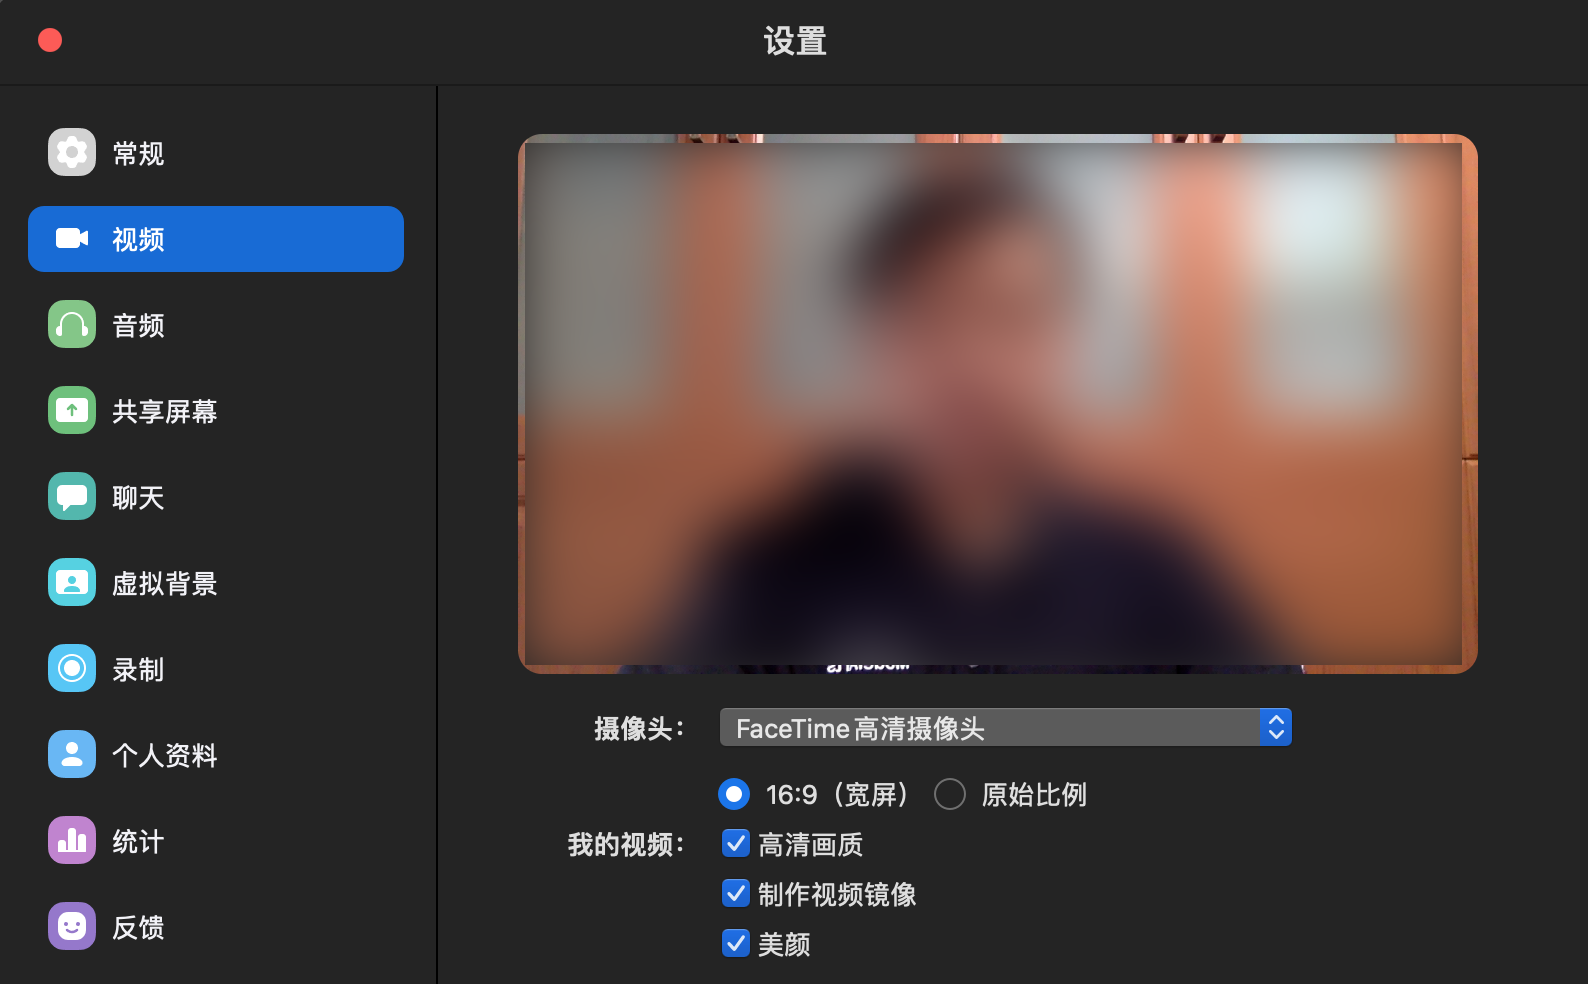 设置
常规
视频
音频
共享屏幕
聊天
虚拟背景
录制
个人资料
统计
反馈
摄像头：
FaceTime高清摄像头
16:9（宽屏）
原始比例
我的视频：
高清画质
制作视频镜像
美颜